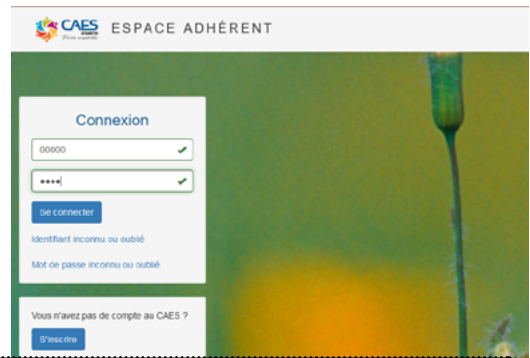 CAES
ESPACE ADHÉRENT
Connexion
00000
••••
Se connecter
Identifiant inconnu ou oublié
Mot de passe inconnu ou oublié
Vous n'avez pas de compte au CAES ?
S'inscrire